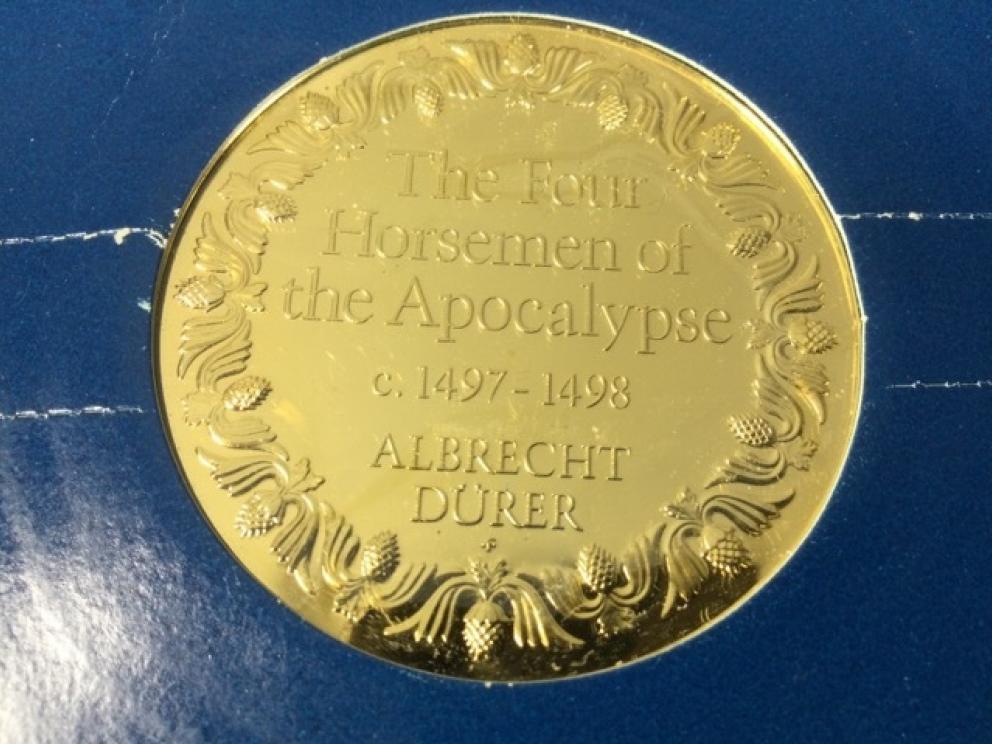 The Four
Horsemen of
the Apocalypse
c. 1497-1498
ALBRECHT
DÜRER